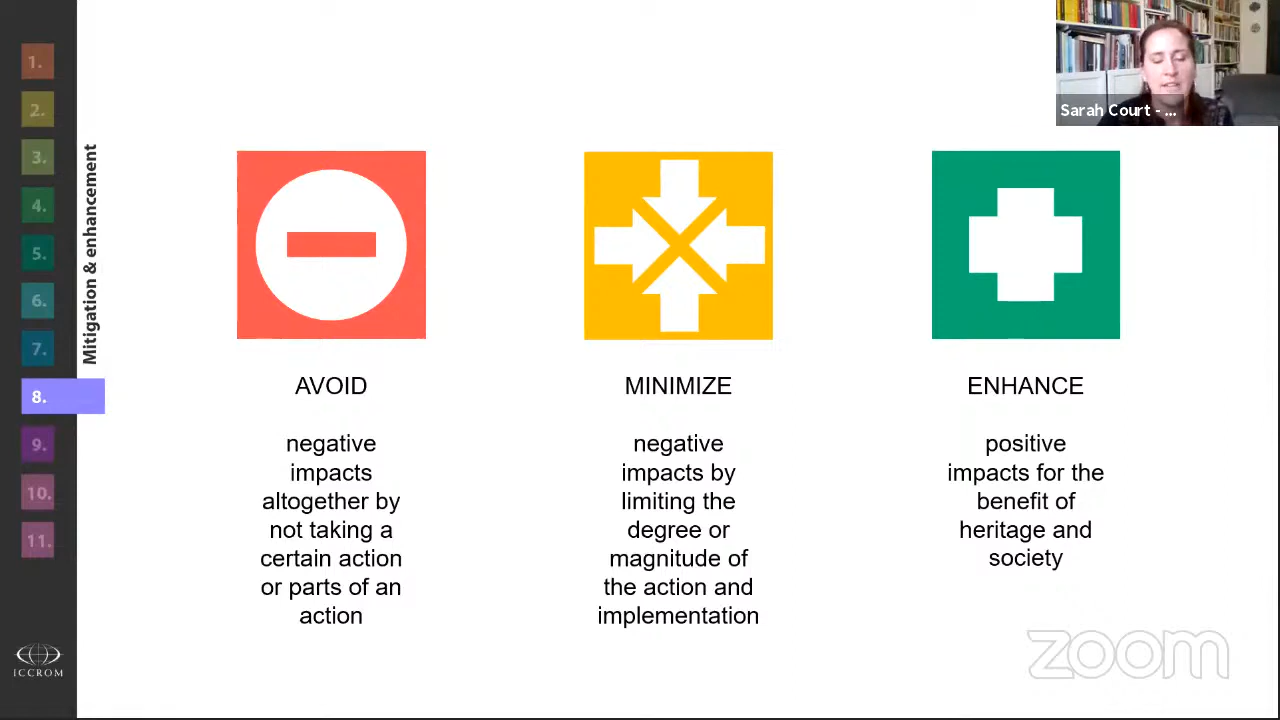 Sarah Court - ...
1.
2.
3.
4.
5.
6.
7.
8.
9.
10.
11.
Mitigation & enhancement
AVOID
negative
impacts
altogether by
not taking a
certain action
or parts of an
action
MINIMIZE
negative
impacts by
limiting the
degree or
magnitude of
the action and
implementation
ENHANCE
positive
impacts for the
benefit of
heritage and
society
ICCROM
zoom